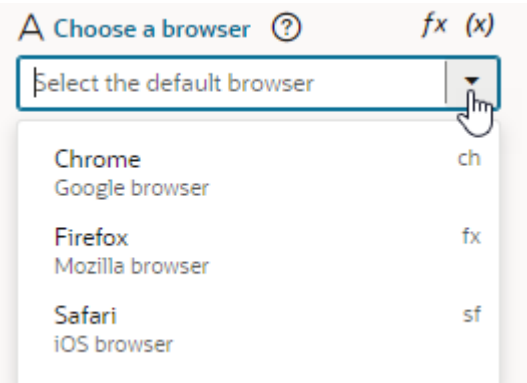 A Choose a browser ? fx (x)
Select the default browser
Chrome ch
Google browser
Firefox fx
Mozilla browser
Safari sf
iOS browser